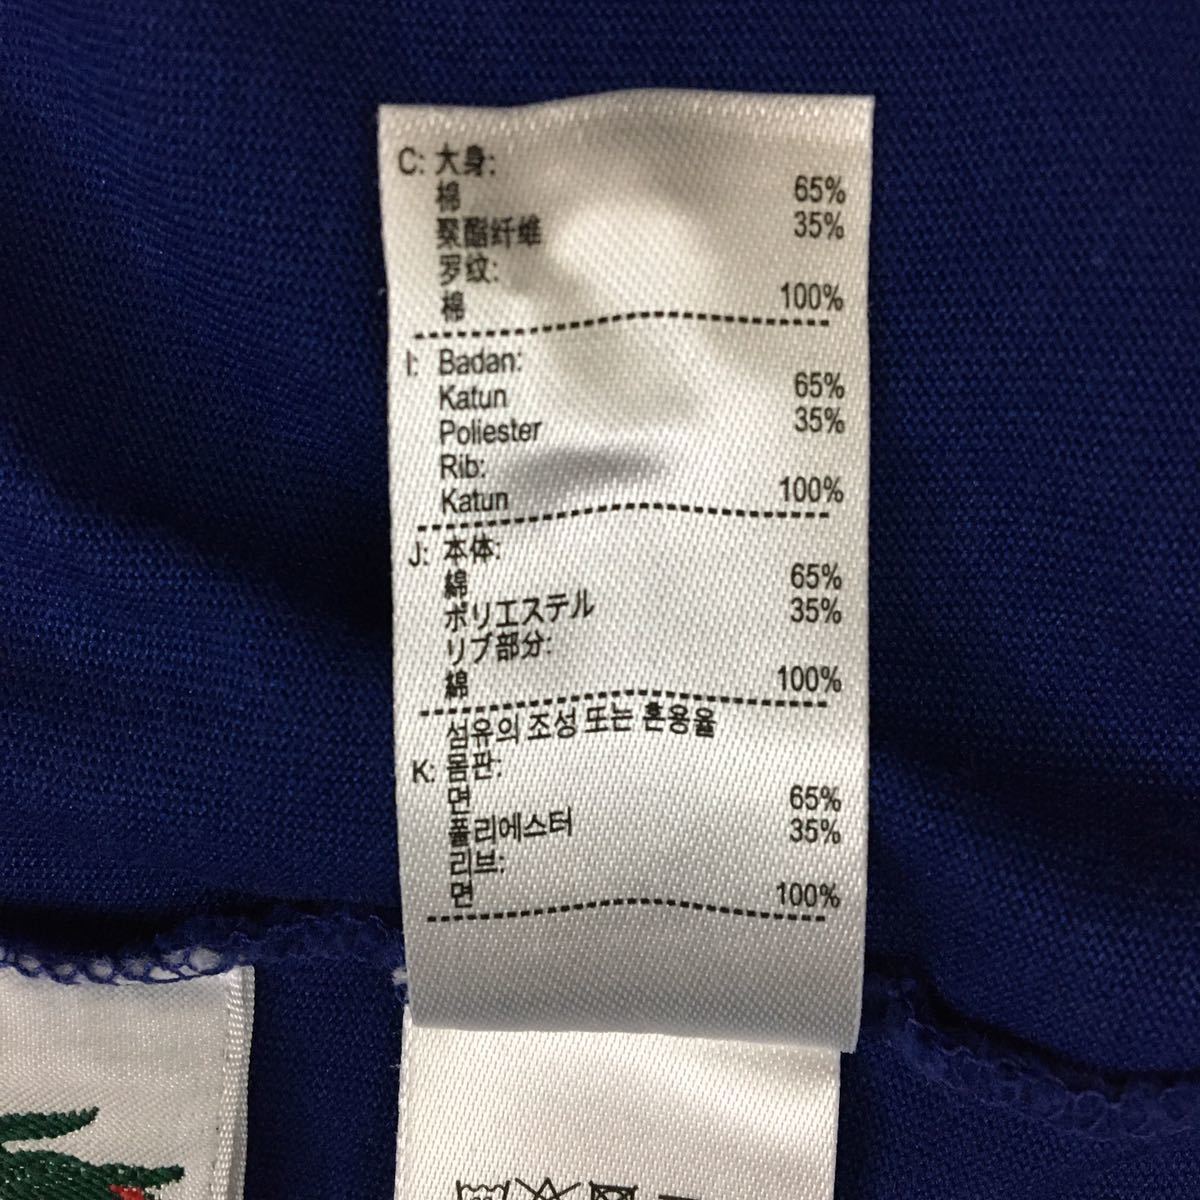 C: 大身:
棉 65%
聚酯纤维 35%
罗纹:
棉 100%
I: Badan:
Katun 65%
Poliester 35%
Rib:
Katun 100%
J: 本体:
綿 65%
ポリエステル 35%
リブ部分:
綿 100%
섬유의 조성 또는 혼용율
K: 몸판:
면 65%
폴리에스터 35%
리브:
면 100%